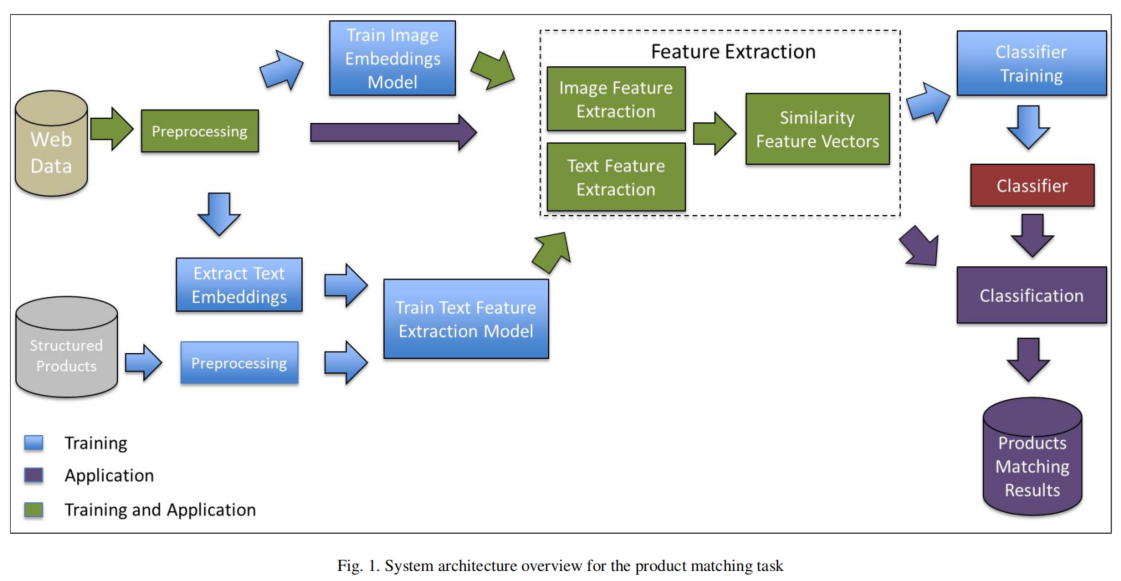 Train Image
Embeddings
Model
Feature Extraction
Classifier
Training
Image Feature
Extraction
Similarity
Feature Vectors
Web
Data
Preprocessing
Text Feature
Extraction
Classifier
Extract Text
Embeddings
Train Text Feature
Extraction Model
Classification
Structured
Products
Preprocessing
Products
Matching
Results
Training
Application
Training and Application
Fig. 1. System architecture overview for the product matching task